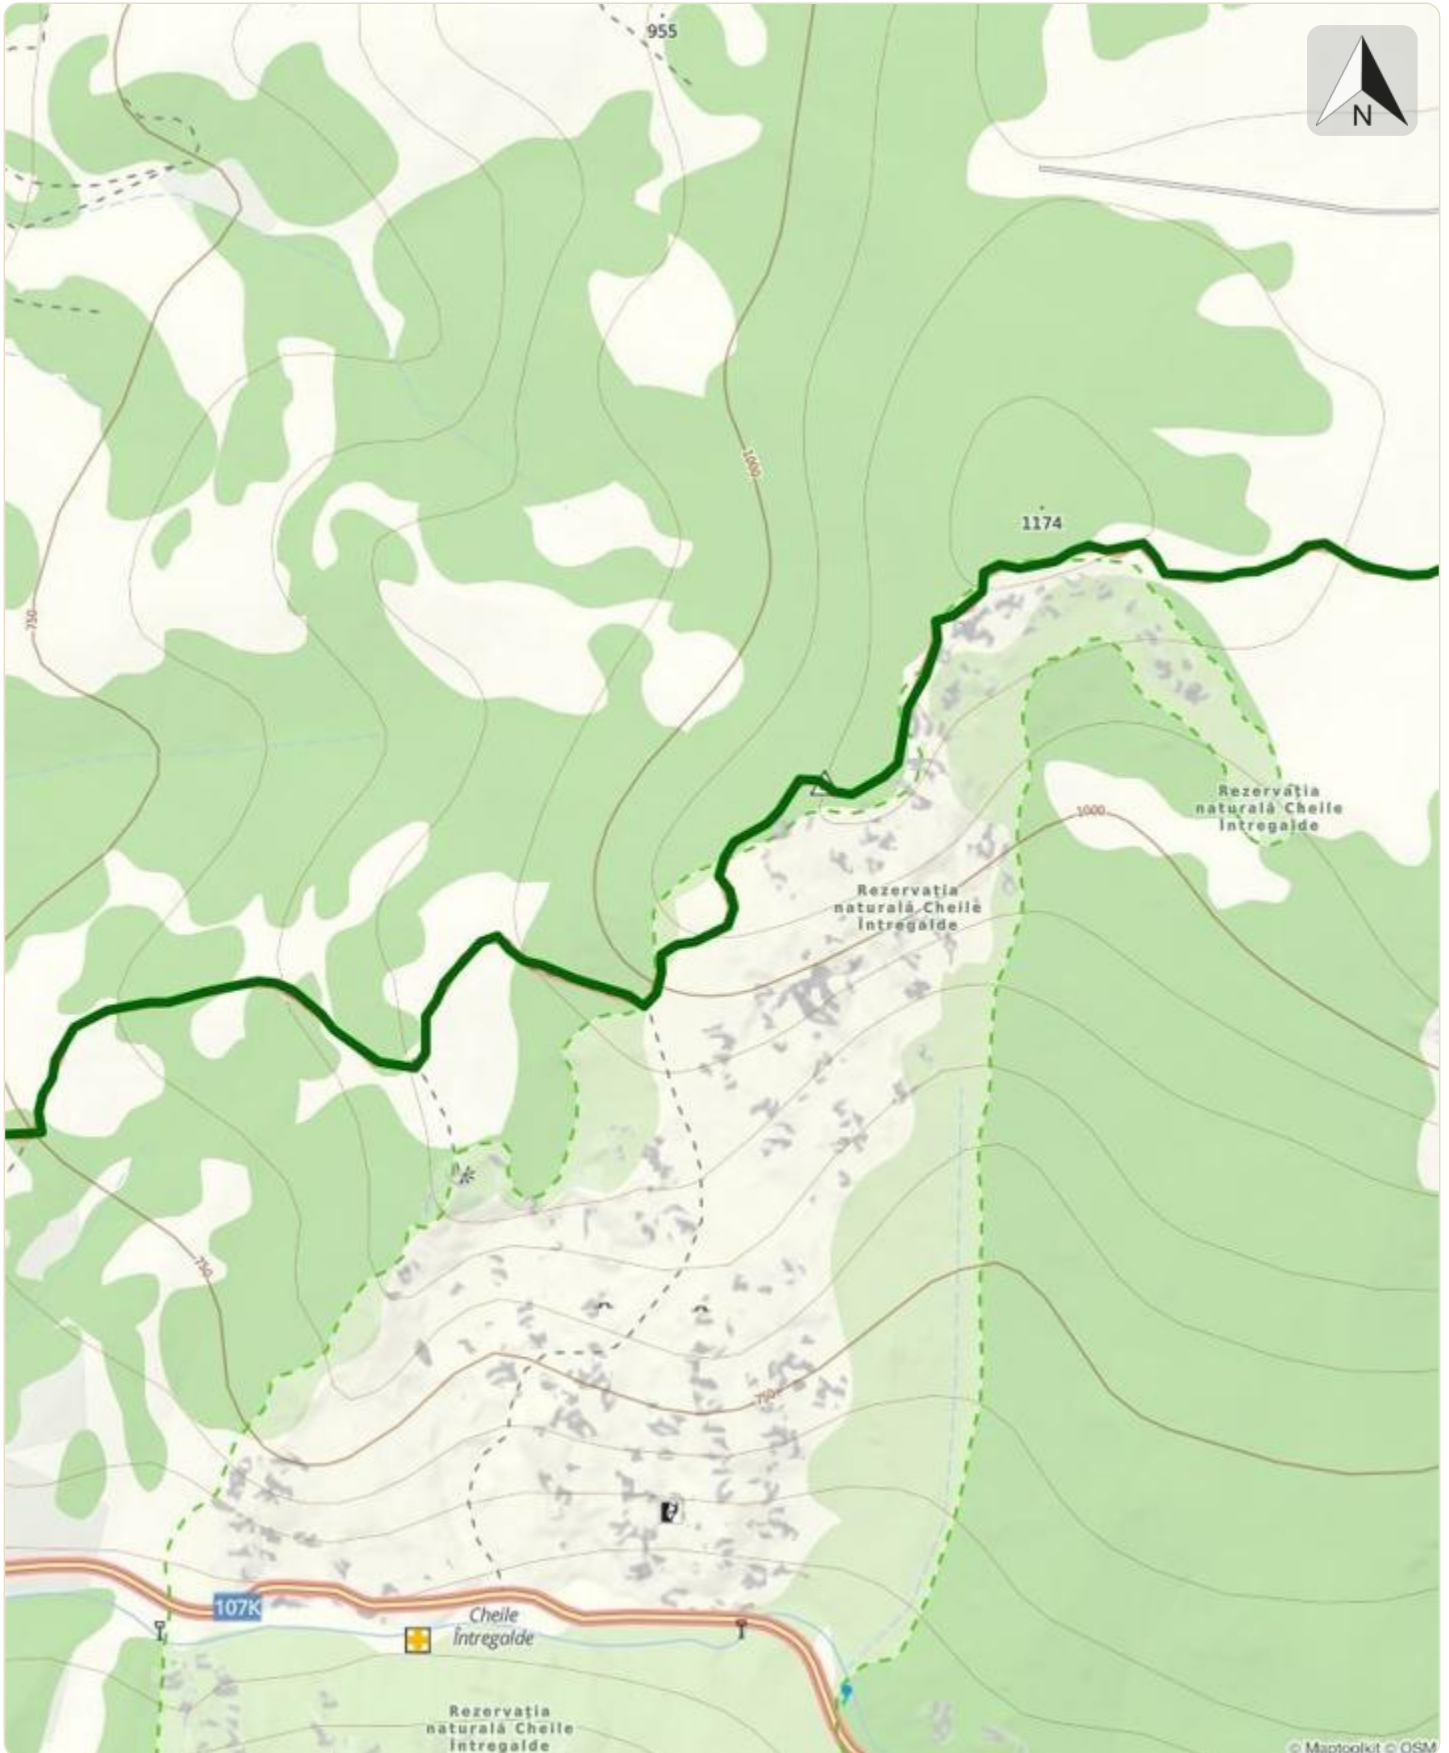 955
N
1000
1174
750
Rezervația
naturală Cheile
Întregalde
1000
Rezervația
naturală Cheile
Întregalde
750
750
107K
Cheile
Întregalde
Rezervația
naturală Cheile
Întregalde
© Maptoolkit © OSM